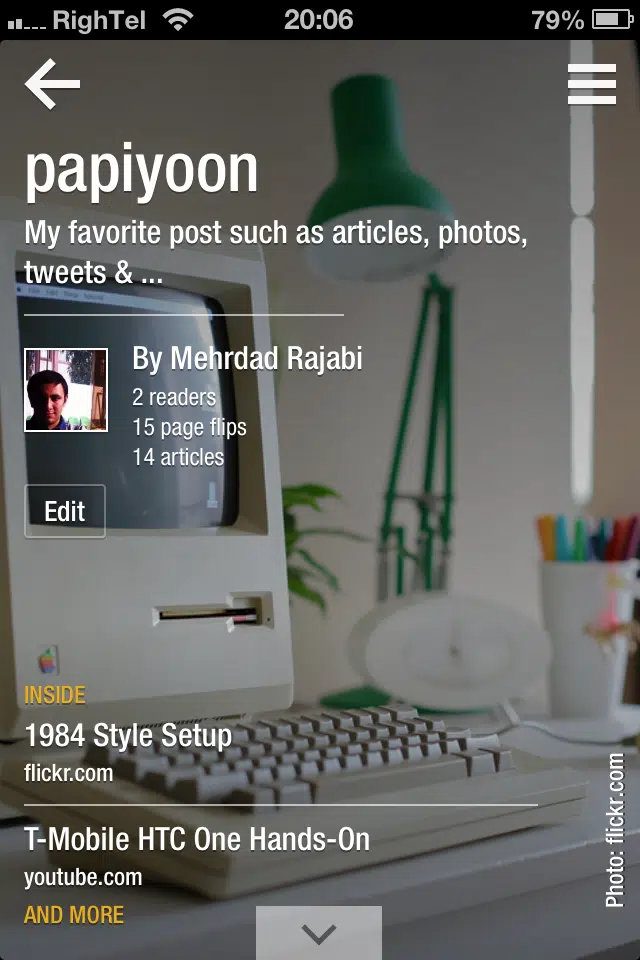 RighTel 20:06 79%
papiyoon
My favorite post such as articles, photos,
tweets & ...
By Mehrdad Rajabi
2 readers
15 page flips
14 articles
Edit
INSIDE
1984 Style Setup
flickr.com
T-Mobile HTC One Hands-On
youtube.com
AND MORE
Photo: flickr.com